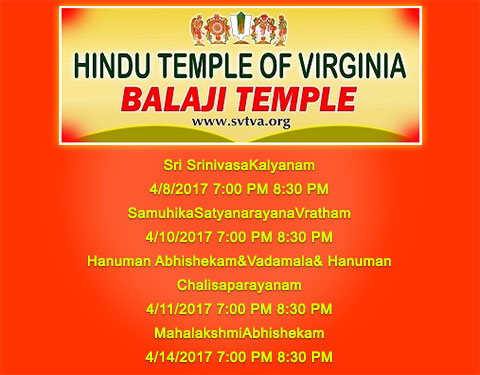 HINDU TEMPLE OF VIRGINIA
BALAJI TEMPLE
www.svtva.org
Sri SrinivasaKalyanam
4/8/2017 7:00 PM 8:30 PM
SamuhikaSatyanarayanaVratham
4/10/2017 7:00 PM 8:30 PM
Hanuman Abhishekam&Vadamala& Hanuman
Chalisaparayanam
4/11/2017 7:00 PM 8:30 PM
MahalakshmiAbhishekam
4/14/2017 7:00 PM 8:30 PM